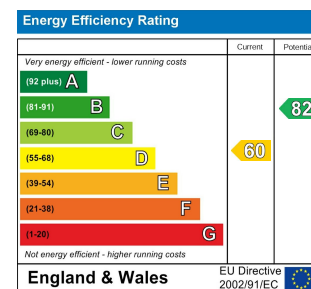 Energy Efficiency Rating
Current Potentia
Very energy efficient - lower running costs
(92 plus) A
(81-91) B
82
(69-80) C
(55-68) D
60
(39-54) E
(21-38) F
(1-20) G
Not energy efficient - higher running costs
England & Wales
EU Directive
2002/91/EC